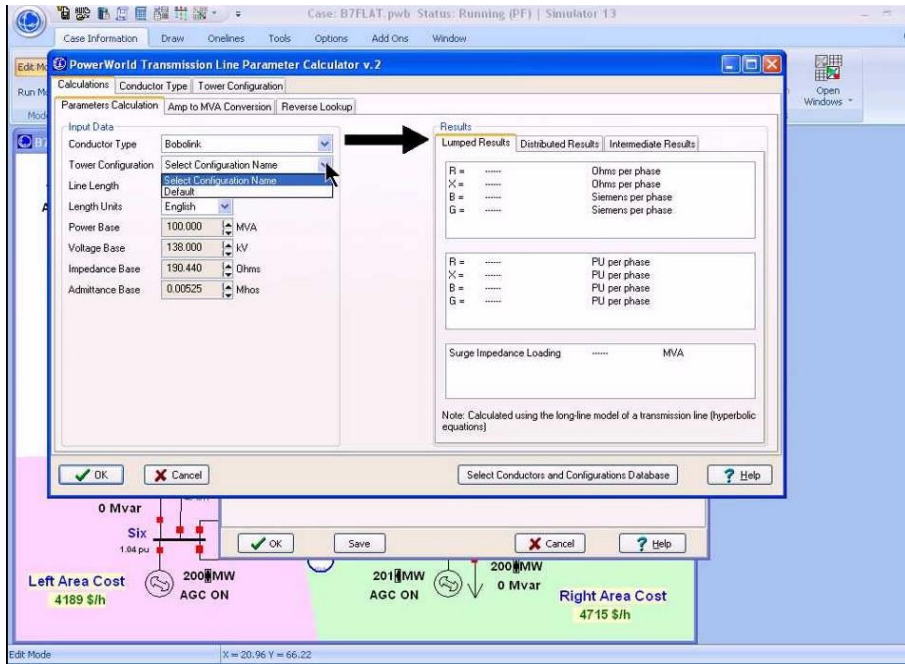 Case: B7FLAT.pwb Status: Running (PF) | Simulator 13
Case Information Draw Onelines Tools Options Add Ons Window
Edit Mo
Run Mo
Mod
Open
Windows
PowerWorld Transmission Line Parameter Calculator v.2
Calculations Conductor Type Tower Configuration
Parameters Calculation Amp to MVA Conversion Reverse Lookup
Input Data
Conductor Type Bobolink
Tower Configuration Select Configuration Name
Select Configuration Name
Line Length
Default
Length Units English
Power Base 100.000 MVA
Voltage Base 138.000 kV
Impedance Base 190.440 Ohms
Admittance Base 0.00525 Mhos
Results
Lumped Results Distributed Results Intermediate Results
R = ------ Ohms per phase
X = ------ Ohms per phase
B = ------ Siemens per phase
G = ------ Siemens per phase
R = ------ PU per phase
X = ------ PU per phase
B = ------ PU per phase
G = ------ PU per phase
Surge Impedance Loading ------ MVA
Note: Calculated using the long-line model of a transmission line (hyperbolic
equations)
OK Cancel Select Conductors and Configurations Database ? Help
0 Mvar
Six
1.04 pu
OK Save Cancel ? Help
Left Area Cost
4189 $/h
200 MW
AGC ON
201 MW
AGC ON
200 MW
0 Mvar
Right Area Cost
4715 $/h
Edit Mode X = 20.96 Y = 66.22